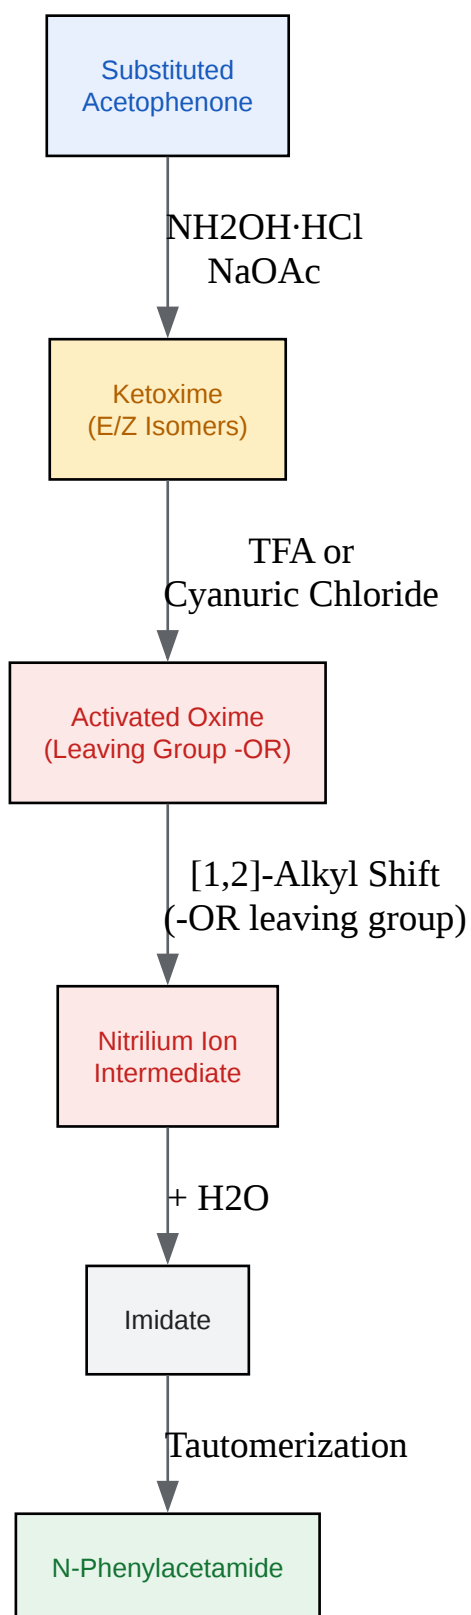 Substituted
Acetophenone
NH2OH·HCl
NaOAc
Ketoxime
(E/Z Isomers)
TFA or
Cyanuric Chloride
Activated Oxime
(Leaving Group -OR)
[1,2]-Alkyl Shift
(-OR leaving group)
Nitrilium Ion
Intermediate
+ H2O
Imidate
Tautomerization
N-Phenylacetamide